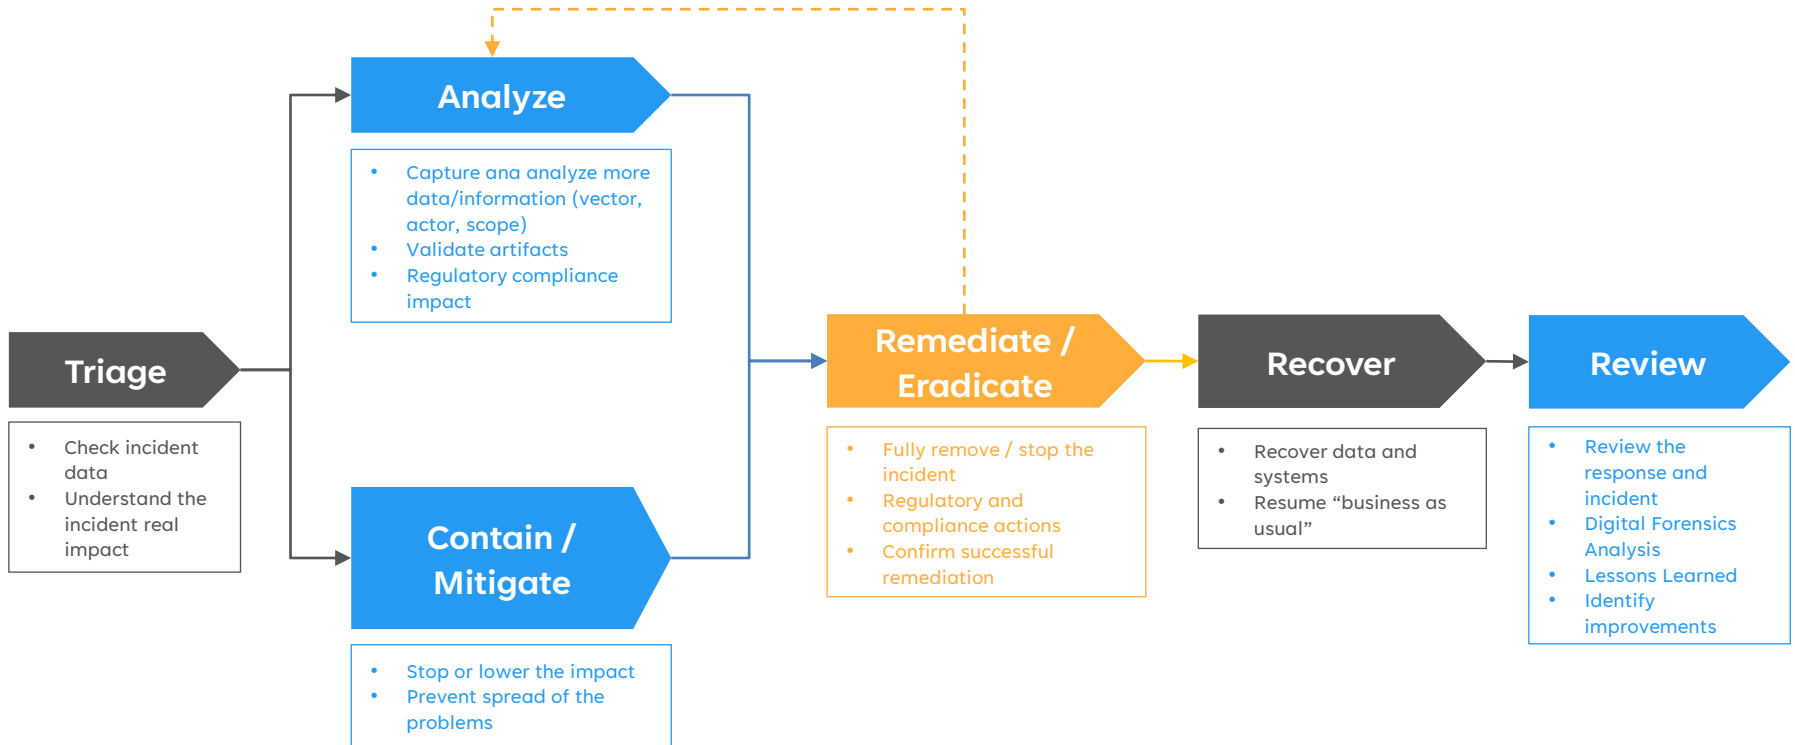 Analyze
• Capture ana analyze more
data/information (vector,
actor, scope)
• Validate artifacts
• Regulatory compliance
impact
Triage
• Check incident
data
• Understand the
incident real
impact
Contain /
Mitigate
• Stop or lower the impact
• Prevent spread of the
problems
Remediate /
Eradicate
• Fully remove / stop the
incident
• Regulatory and
compliance actions
• Confirm successful
remediation
Recover
• Recover data and
systems
• Resume “business as
usual”
Review
• Review the
response and
incident
• Digital Forensics
Analysis
• Lessons Learned
• Identify
improvements